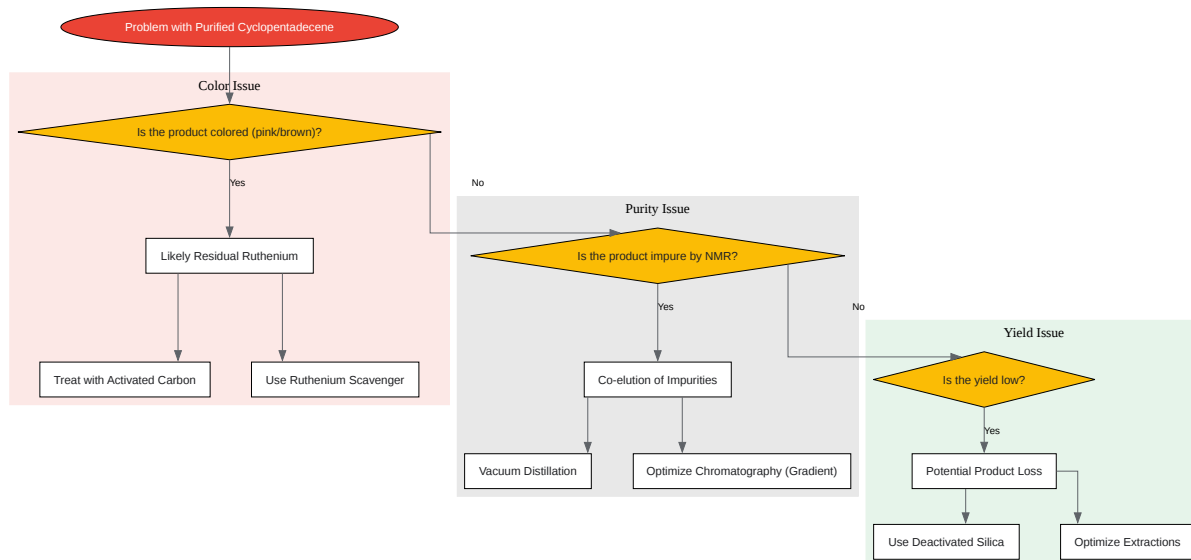 Problem with Purified Cyclopentadecene
Color Issue
Is the product colored (pink/brown)?
Yes
No
Likely Residual Ruthenium
Treat with Activated Carbon
Use Ruthenium Scavenger
Purity Issue
Is the product impure by NMR?
Yes
No
Co-elution of Impurities
Vacuum Distillation
Optimize Chromatography (Gradient)
Yield Issue
Is the yield low?
Yes
Potential Product Loss
Use Deactivated Silica
Optimize Extractions